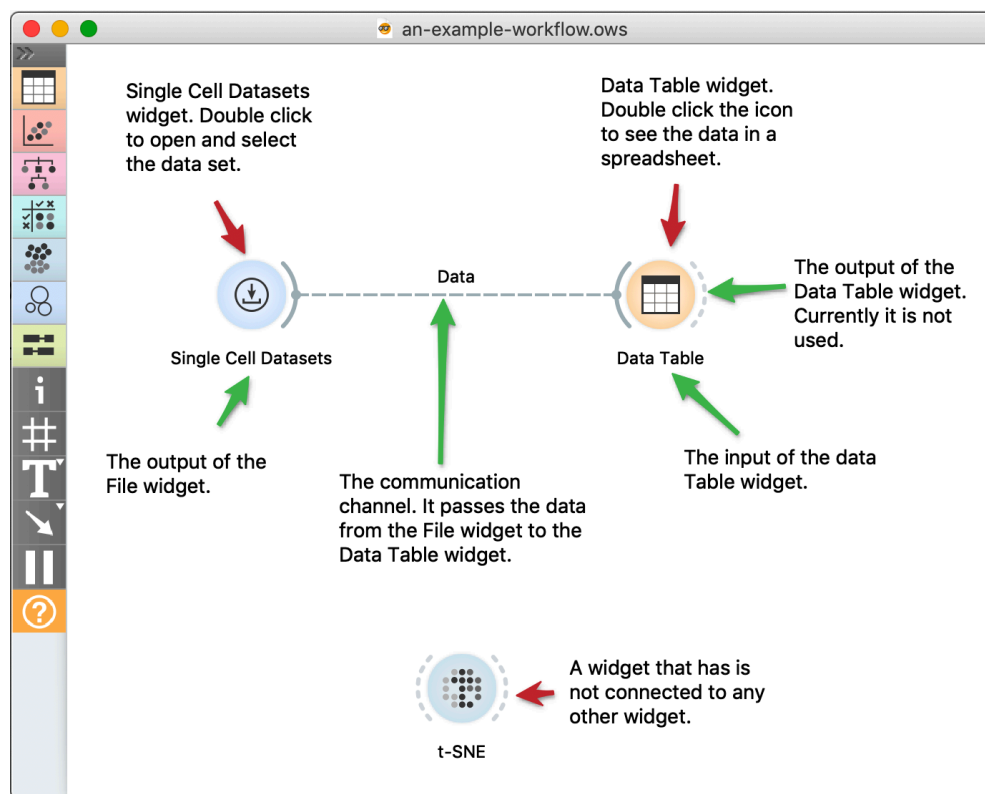 an-example-workflow.ows
Single Cell Datasets
widget. Double click
to open and select
the data set.
Data Table widget.
Double click the icon
to see the data in a
spreadsheet.
Data
The output of the
Data Table widget.
Currently it is not
used.
Single Cell Datasets
Data Table
The output of the
File widget.
The communication
channel. It passes the data
from the File widget to the
Data Table widget.
The input of the data
Table widget.
A widget that has is
not connected to any
other widget.
t-SNE